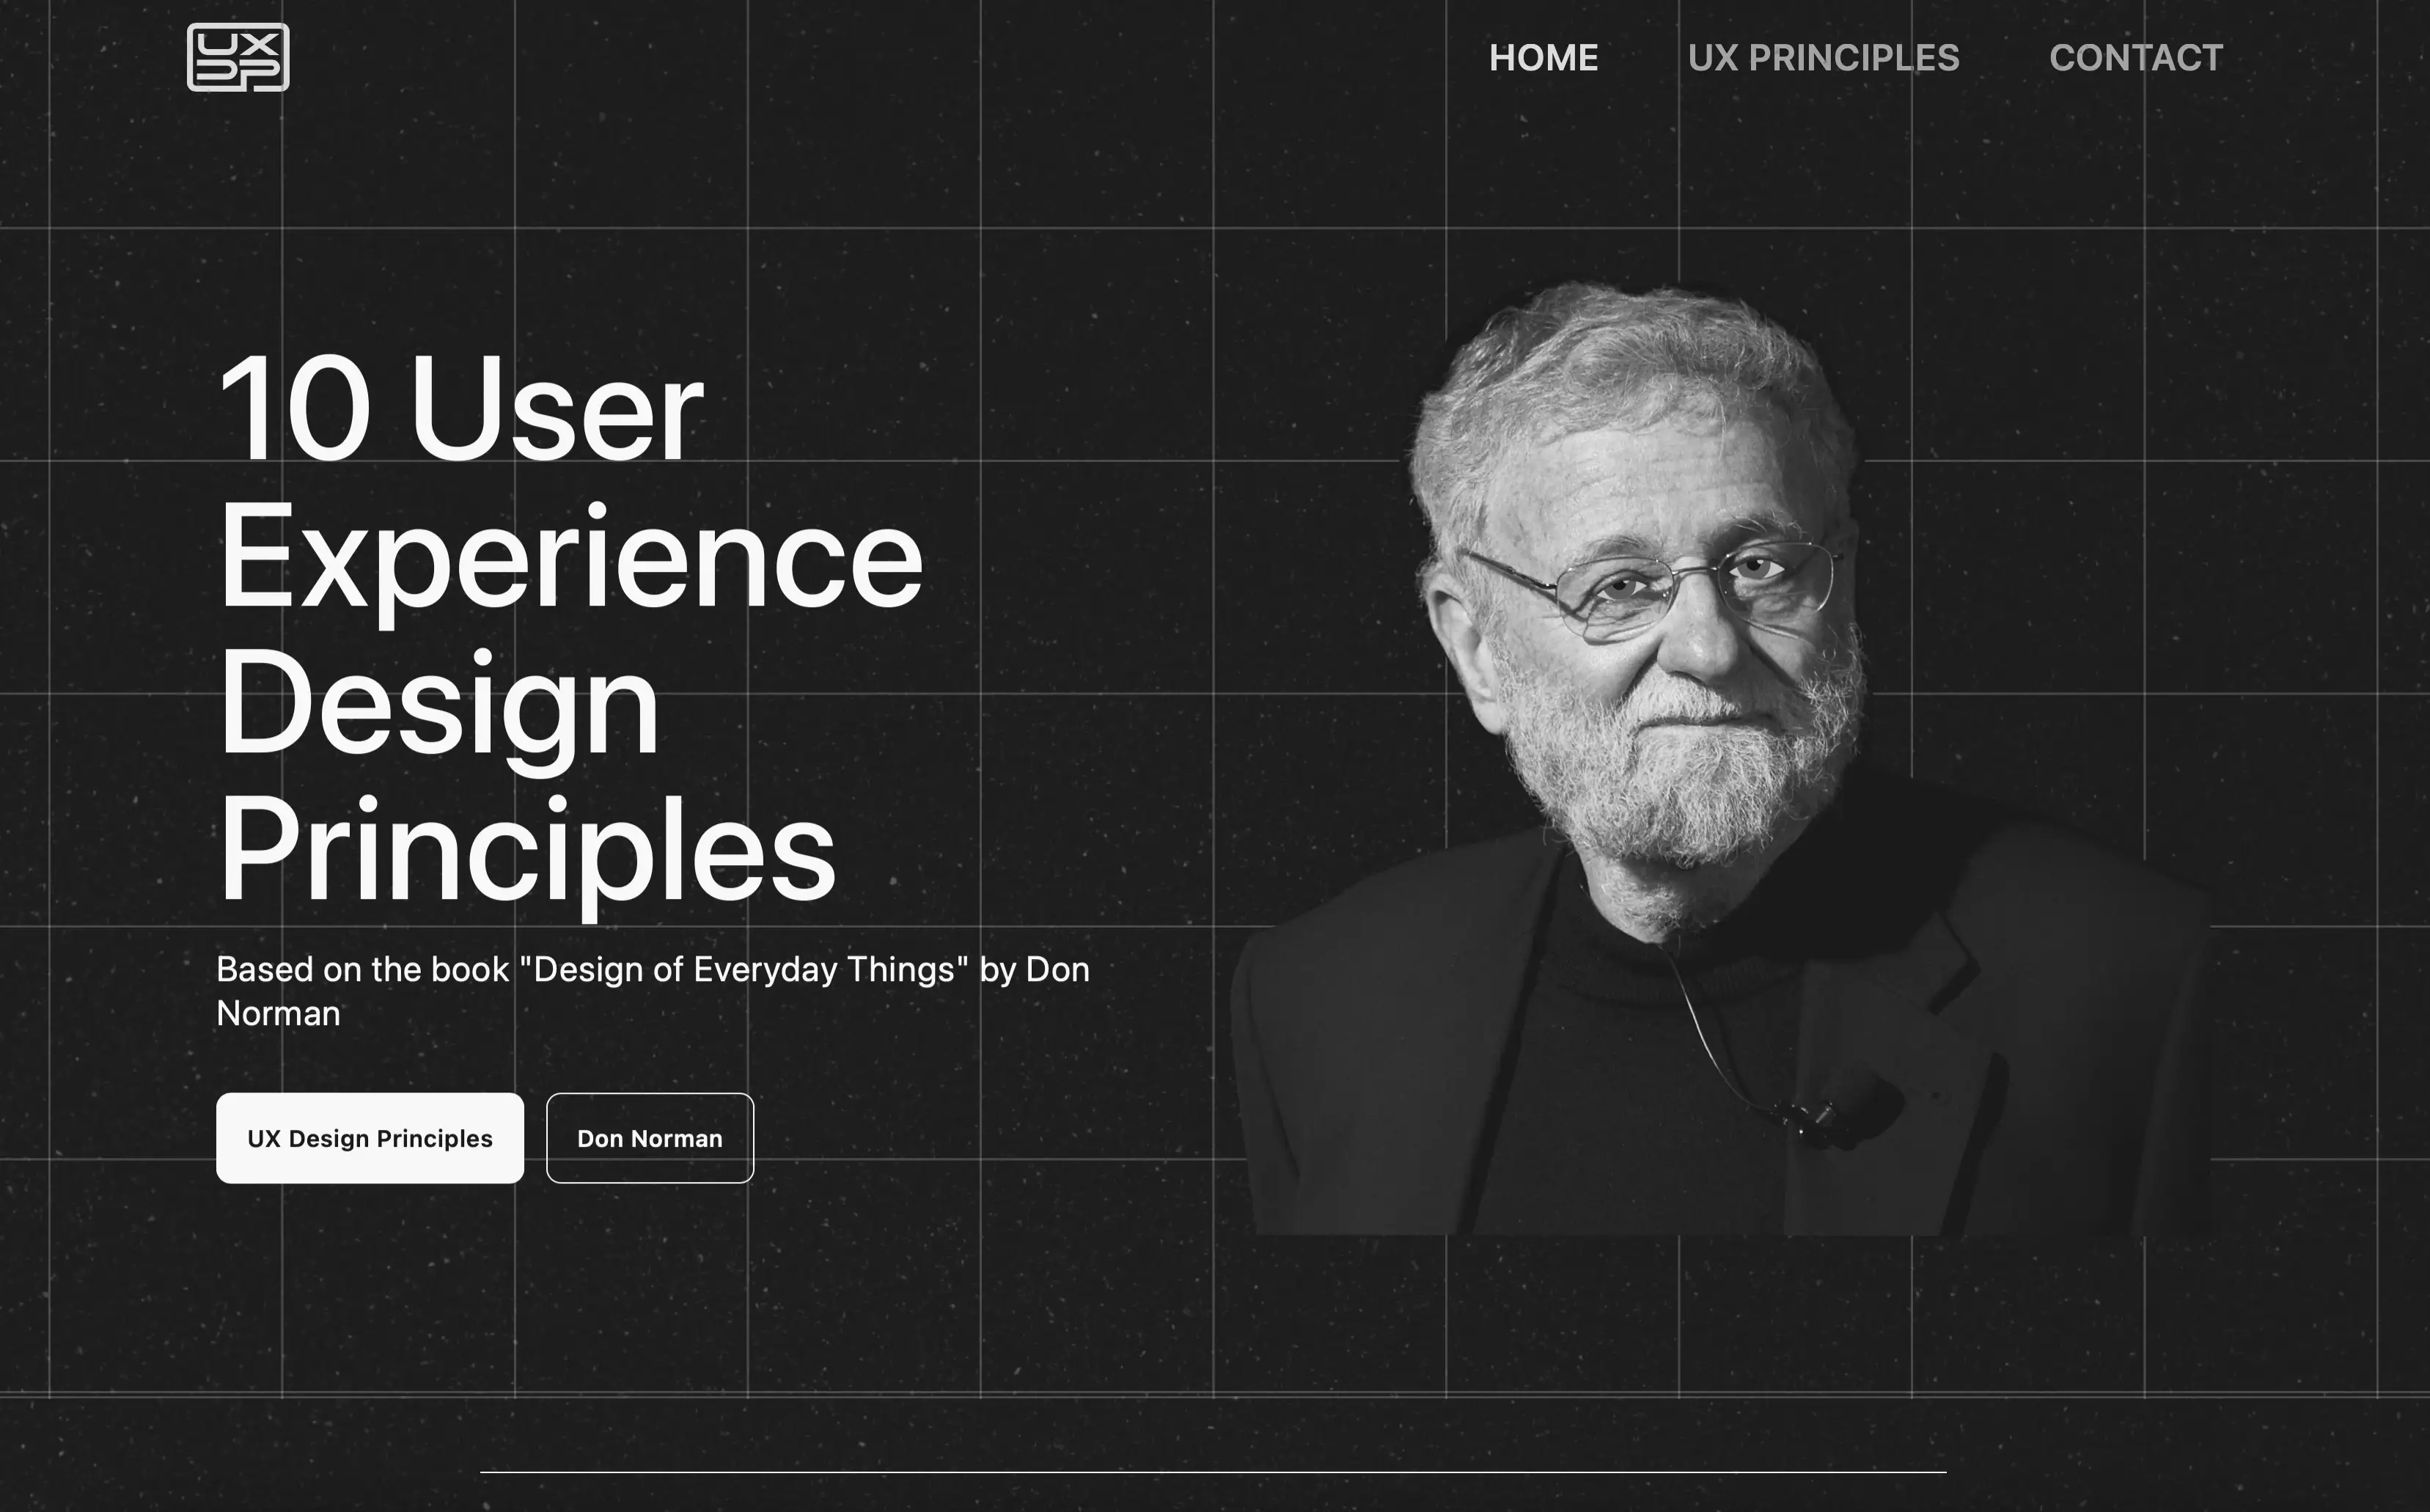 UX
DP
HOME
UX PRINCIPLES
CONTACT
10 User
Experience
Design
Principles
Based on the book "Design of Everyday Things" by Don
Norman
UX Design Principles
Don Norman